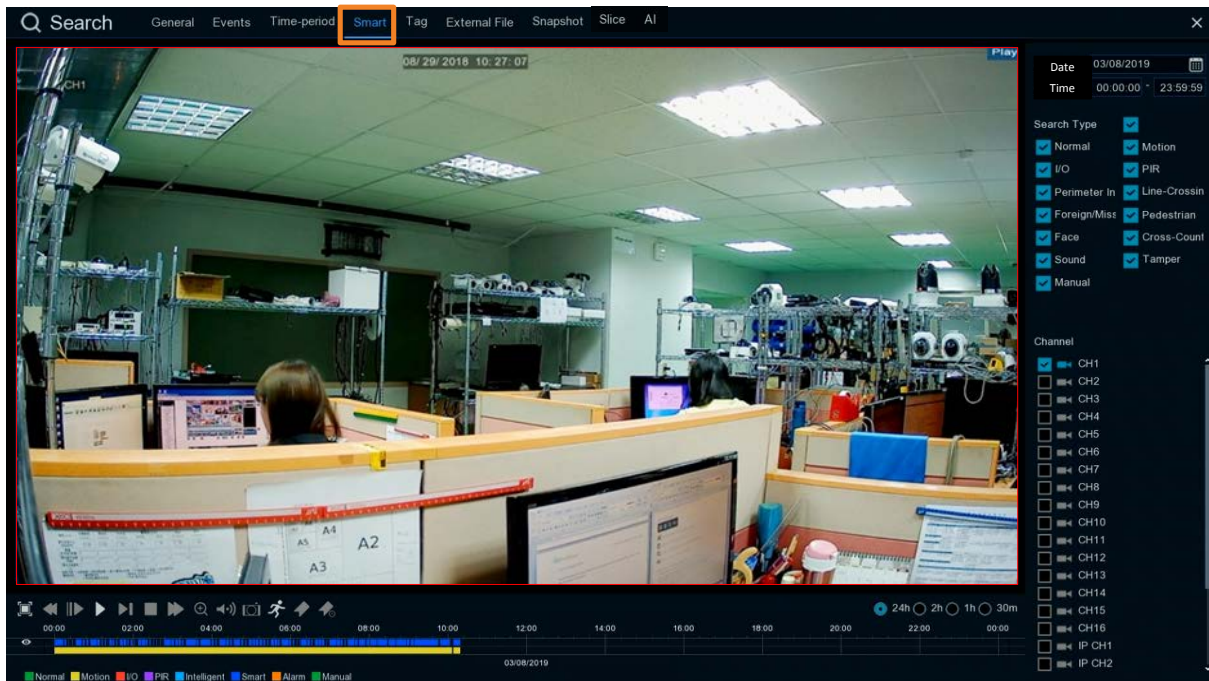 Search General Events Time-period Smart Tag External File Snapshot Slice AI
08/ 29/ 2018 10: 27: 07
Play
CH1
Date 03/08/2019
Time 00:00:00 - 23:59:59
Search Type
Normal Motion
I/O PIR
Perimeter In Line-Crossin
Foreign/Miss Pedestrian
Face Cross-Count
Sound Tamper
Manual
A4
A5
A2
A3
Channel
CH1
CH2
CH3
CH4
CH5
CH6
CH7
CH8
CH9
CH10
CH11
CH12
CH13
CH14
CH15
CH16
IP CH1
IP CH2
24h 2h 1h 30m
00:00 02:00 04:00 06:00 08:00 10:00 12:00 14:00 16:00 18:00 20:00 22:00 00:00
03/08/2019
Normal Motion I/O PIR Intelligent Smart Alarm Manual